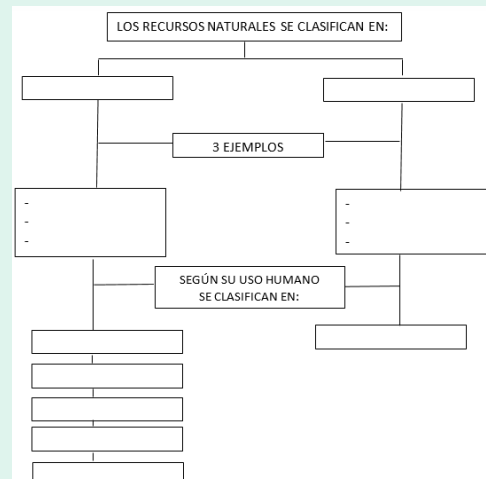 LOS RECURSOS NATURALES SE CLASIFICAN EN:
3 EJEMPLOS
-
-
-
-
-
-
SEGÚN SU USO HUMANO
SE CLASIFICAN EN: